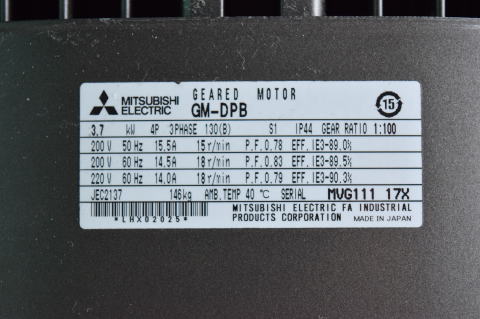 GEARED MOTOR
MITSUBISHI ELECTRIC GM-DPB 15
3.7 kW 4P 3PHASE 130(B) S1 IP44 GEAR RATIO 1:100
200 V 50 Hz 15.5A 15 r/min P.F. 0.78 EFF. IE3-89.0%
200 V 60 Hz 14.5A 18 r/min P.F. 0.83 EFF. IE3-89.5%
220 V 60 Hz 14.0A 18 r/min P.F. 0.79 EFF. IE3-90.3%
JEC2137 146kg AMB.TEMP 40 °C SERIAL MVG111 17X
MITSUBISHI ELECTRIC FA INDUSTRIAL
*LHX02025* PRODUCTS CORPORATION MADE IN JAPAN